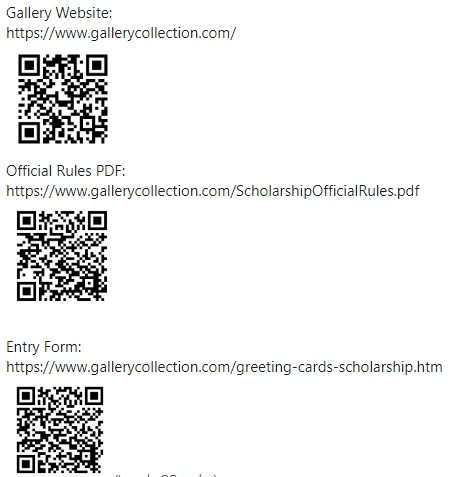 Gallery Website:
https://www.gallerycollection.com/
Official Rules PDF:
https://www.gallerycollection.com/ScholarshipOfficialRules.pdf
Entry Form:
https://www.gallerycollection.com/greeting-cards-scholarship.htm